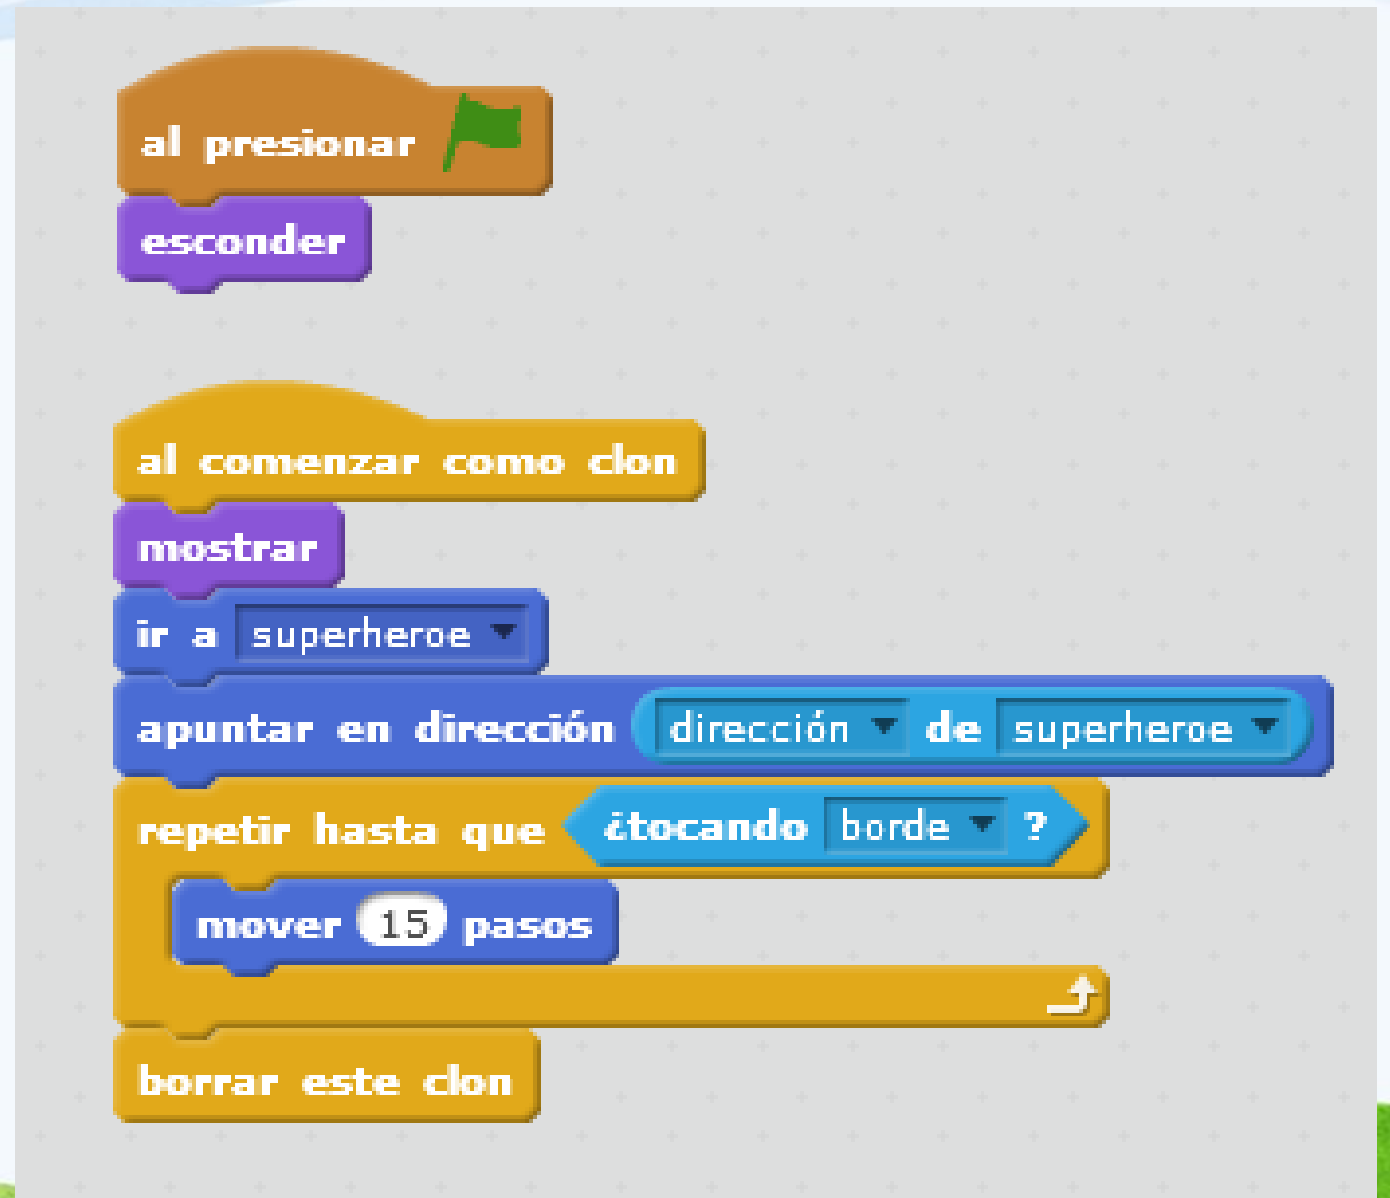 al presionar
esconder
al comenzar como clon
mostrar
ir a superheroe
apuntar en dirección dirección de superheroe
repetir hasta que ¿tocando borde ?
mover 15 pasos
borrar este clon